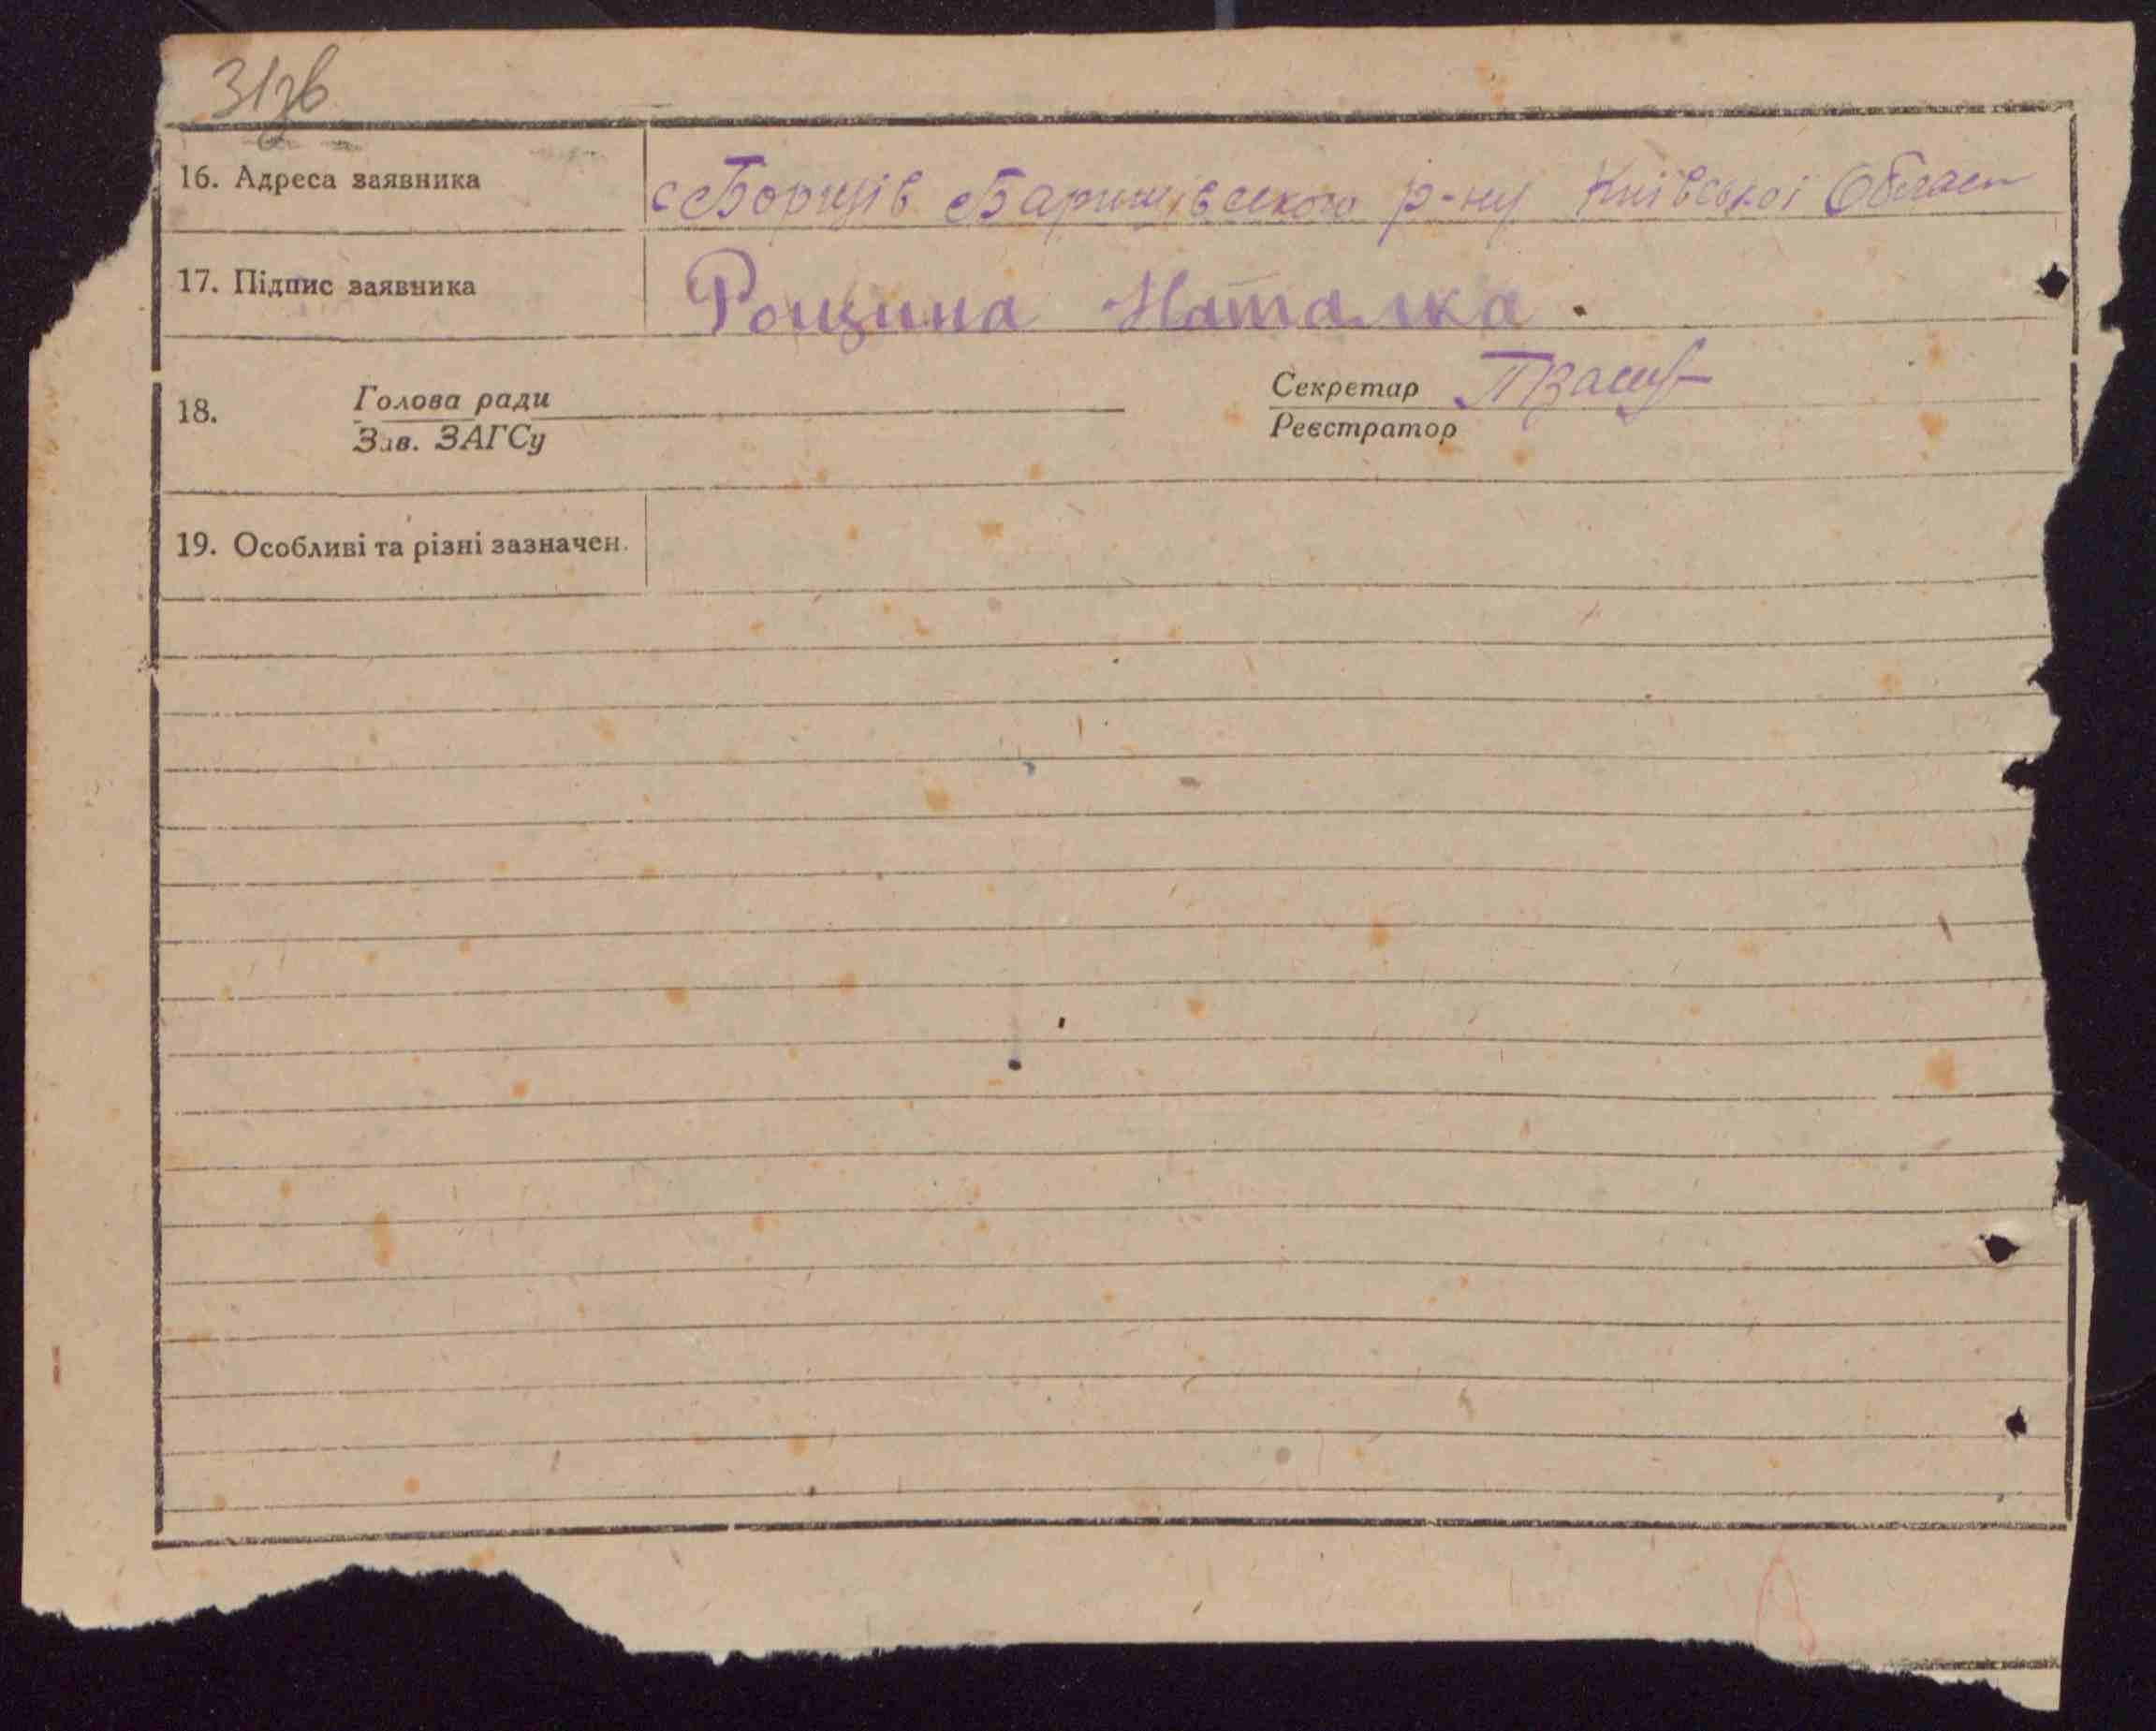 31зв
16. Адреса заявника с Борщів Баришівського р-ну Київської Област
17. Підпис заявника Рощина Наталка.
18. Голова ради Секретар
Зав. ЗАГСу Реєстратор
19. Особливі та різні зазначен.